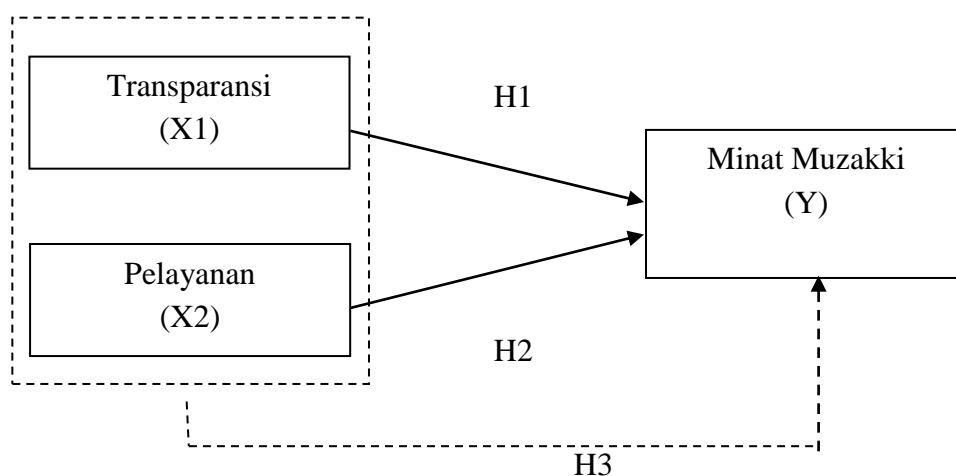 Transparansi
(X1)
H1
Minat Muzakki
(Y)
Pelayanan
(X2)
H2
H3